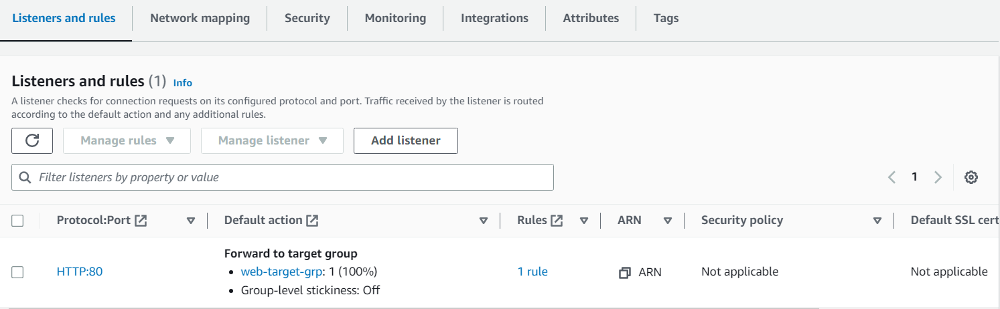 Listeners and rules Network mapping Security Monitoring Integrations Attributes Tags
Listeners and rules (1) Info
A listener checks for connection requests on its configured protocol and port. Traffic received by the listener is routed
according to the default action and any additional rules.
Manage rules Manage listener Add listener
Filter listeners by property or value 1
Protocol:Port Default action Rules ARN Security policy Default SSL cert
Forward to target group
HTTP:80 • web-target-grp: 1 (100%) 1 rule ARN Not applicable Not applicable
• Group-level stickiness: Off